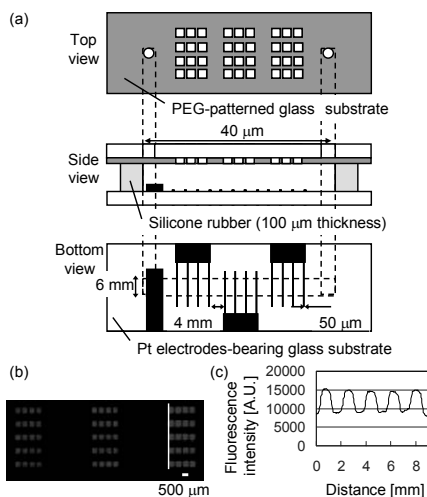 (a)
Top view
PEG-patterned glass substrate
40 μm
Side view
Silicone rubber (100 μm thickness)
Bottom view
6 mm
4 mm
50 μm
Pt electrodes-bearing glass substrate
(b)
500 μm
(c)
Fluorescence intensity [A.U.]
20000
15000
10000
5000
0
0 2 4 6 8
Distance [mm]